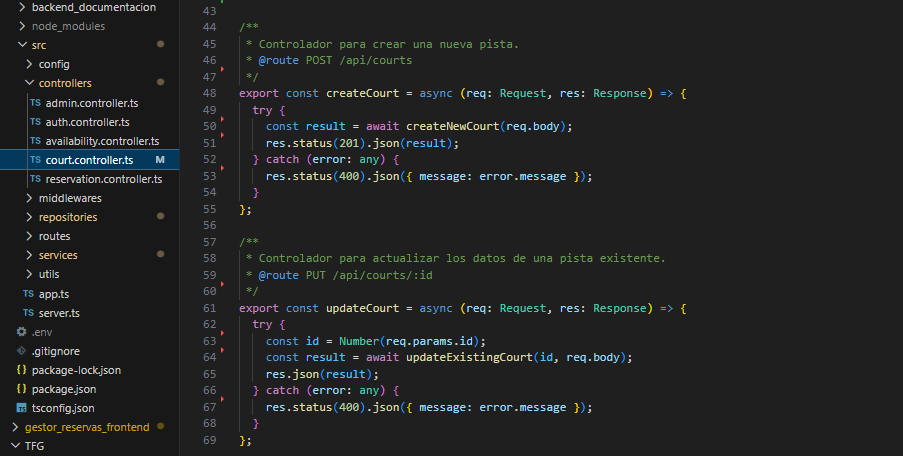 backend_documentacion
node_modules
src
config
controllers
TS admin.controller.ts
TS auth.controller.ts
TS availability.controller.ts
TS court.controller.ts M
TS reservation.controller.ts
middlewares
repositories
routes
services
utils
TS app.ts
TS server.ts
.env
.gitignore
{} package-lock.json
{} package.json
TS tsconfig.json
gestor_reservas_frontend
TFG
43
44 /**
45  * Controlador para crear una nueva pista.
46  * @route POST /api/courts
47  */
48 export const createCourt = async (req: Request, res: Response) => {
49   try {
50     const result = await createNewCourt(req.body);
51     res.status(201).json(result);
52   } catch (error: any) {
53     res.status(400).json({ message: error.message });
54   }
55 };
56
57 /**
58  * Controlador para actualizar los datos de una pista existente.
59  * @route PUT /api/courts/:id
60  */
61 export const updateCourt = async (req: Request, res: Response) => {
62   try {
63     const id = Number(req.params.id);
64     const result = await updateExistingCourt(id, req.body);
65     res.json(result);
66   } catch (error: any) {
67     res.status(400).json({ message: error.message });
68   }
69 };